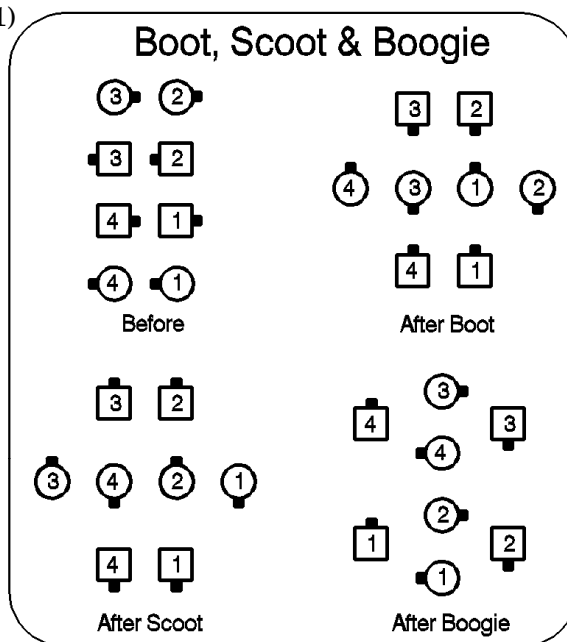 1)
Boot, Scoot & Boogie
3 2
3 2
4 1
4 1
Before
3 2
4 3 1 2
4 1
After Boot
3 2
3 4 2 1
4 1
After Scoot
3
4 3
4
2
1 2
1
After Boogie